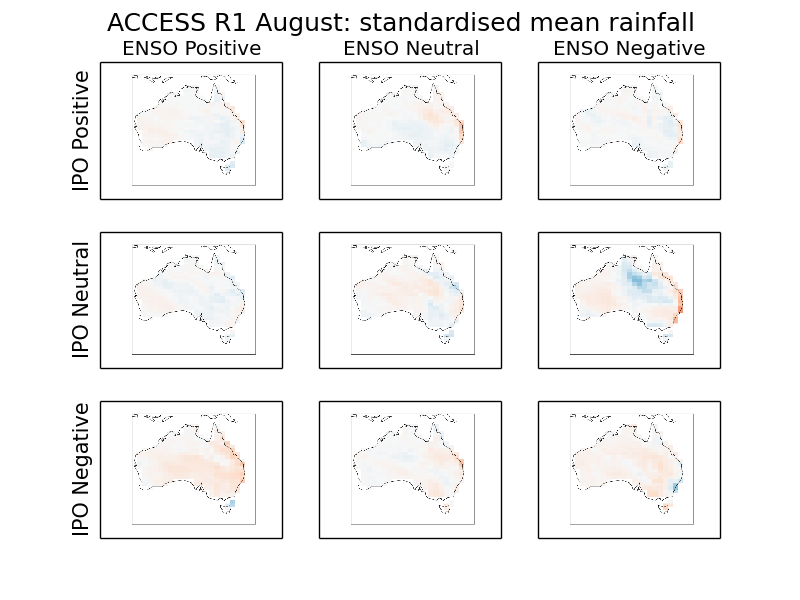 ACCESS R1 August: standardised mean rainfall
ENSO Positive
ENSO Neutral
ENSO Negative
IPO Positive
IPO Neutral
IPO Negative